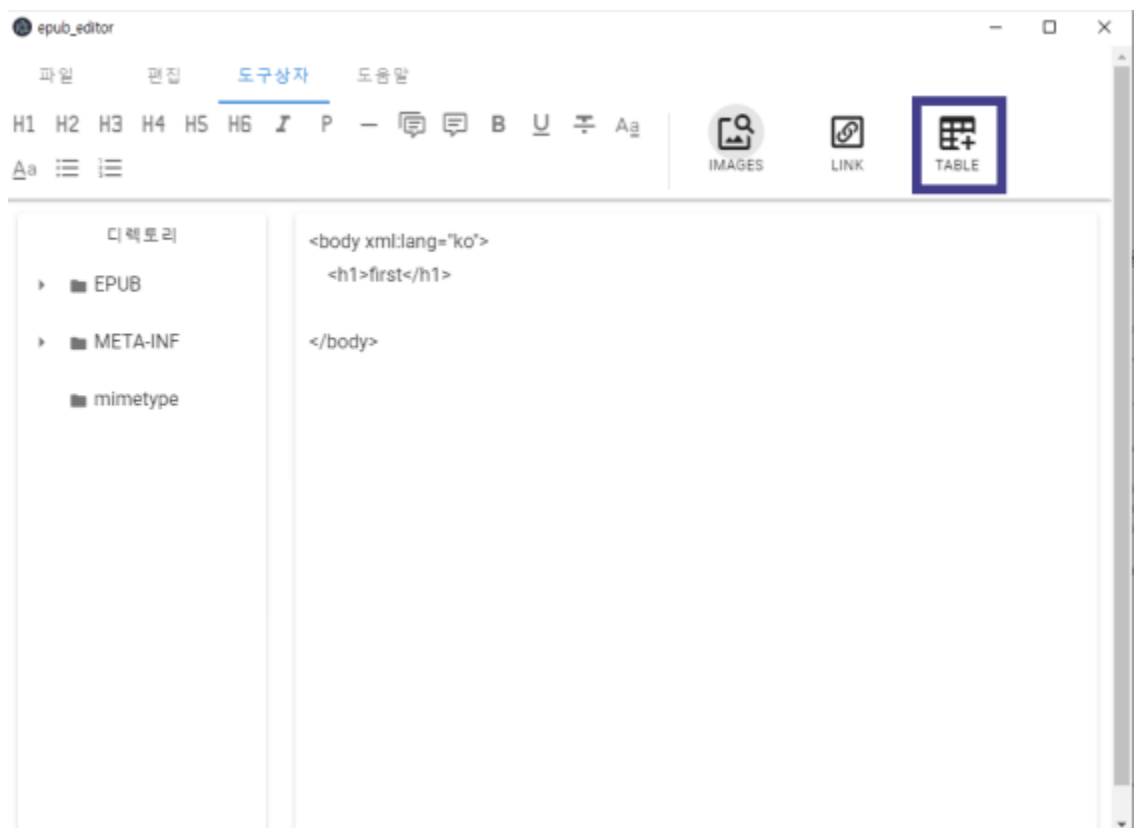 epub_editor
파일 편집 도구상자 도움말
H1 H2 H3 H4 H5 H6 I P B U Aa
Aa
IMAGES LINK TABLE
디렉토리
EPUB
META-INF
mimetype
<body xml:lang="ko">
<h1>first</h1>
</body>